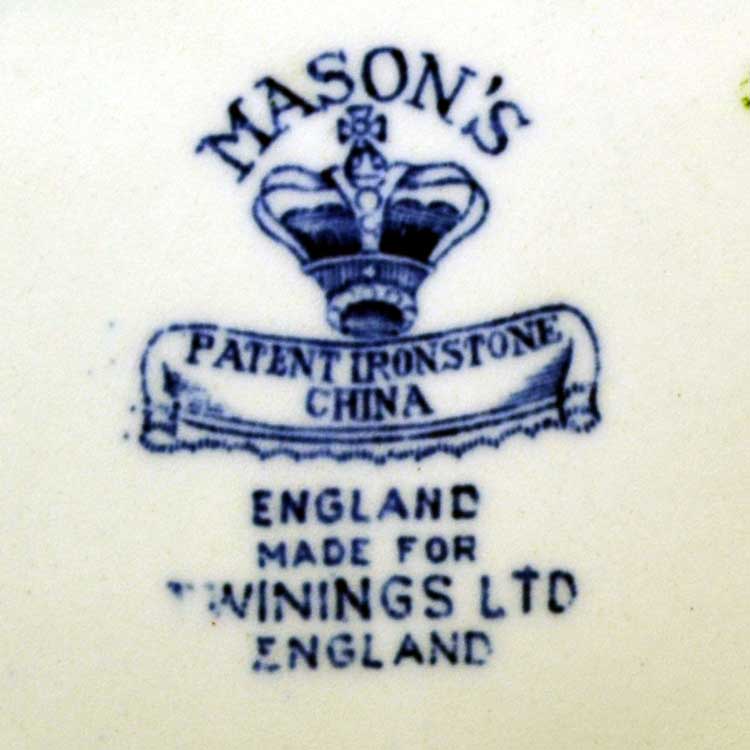 MASON'S
PATENT IRONSTONE
CHINA
ENGLAND
MADE FOR
TWININGS LTD
ENGLAND